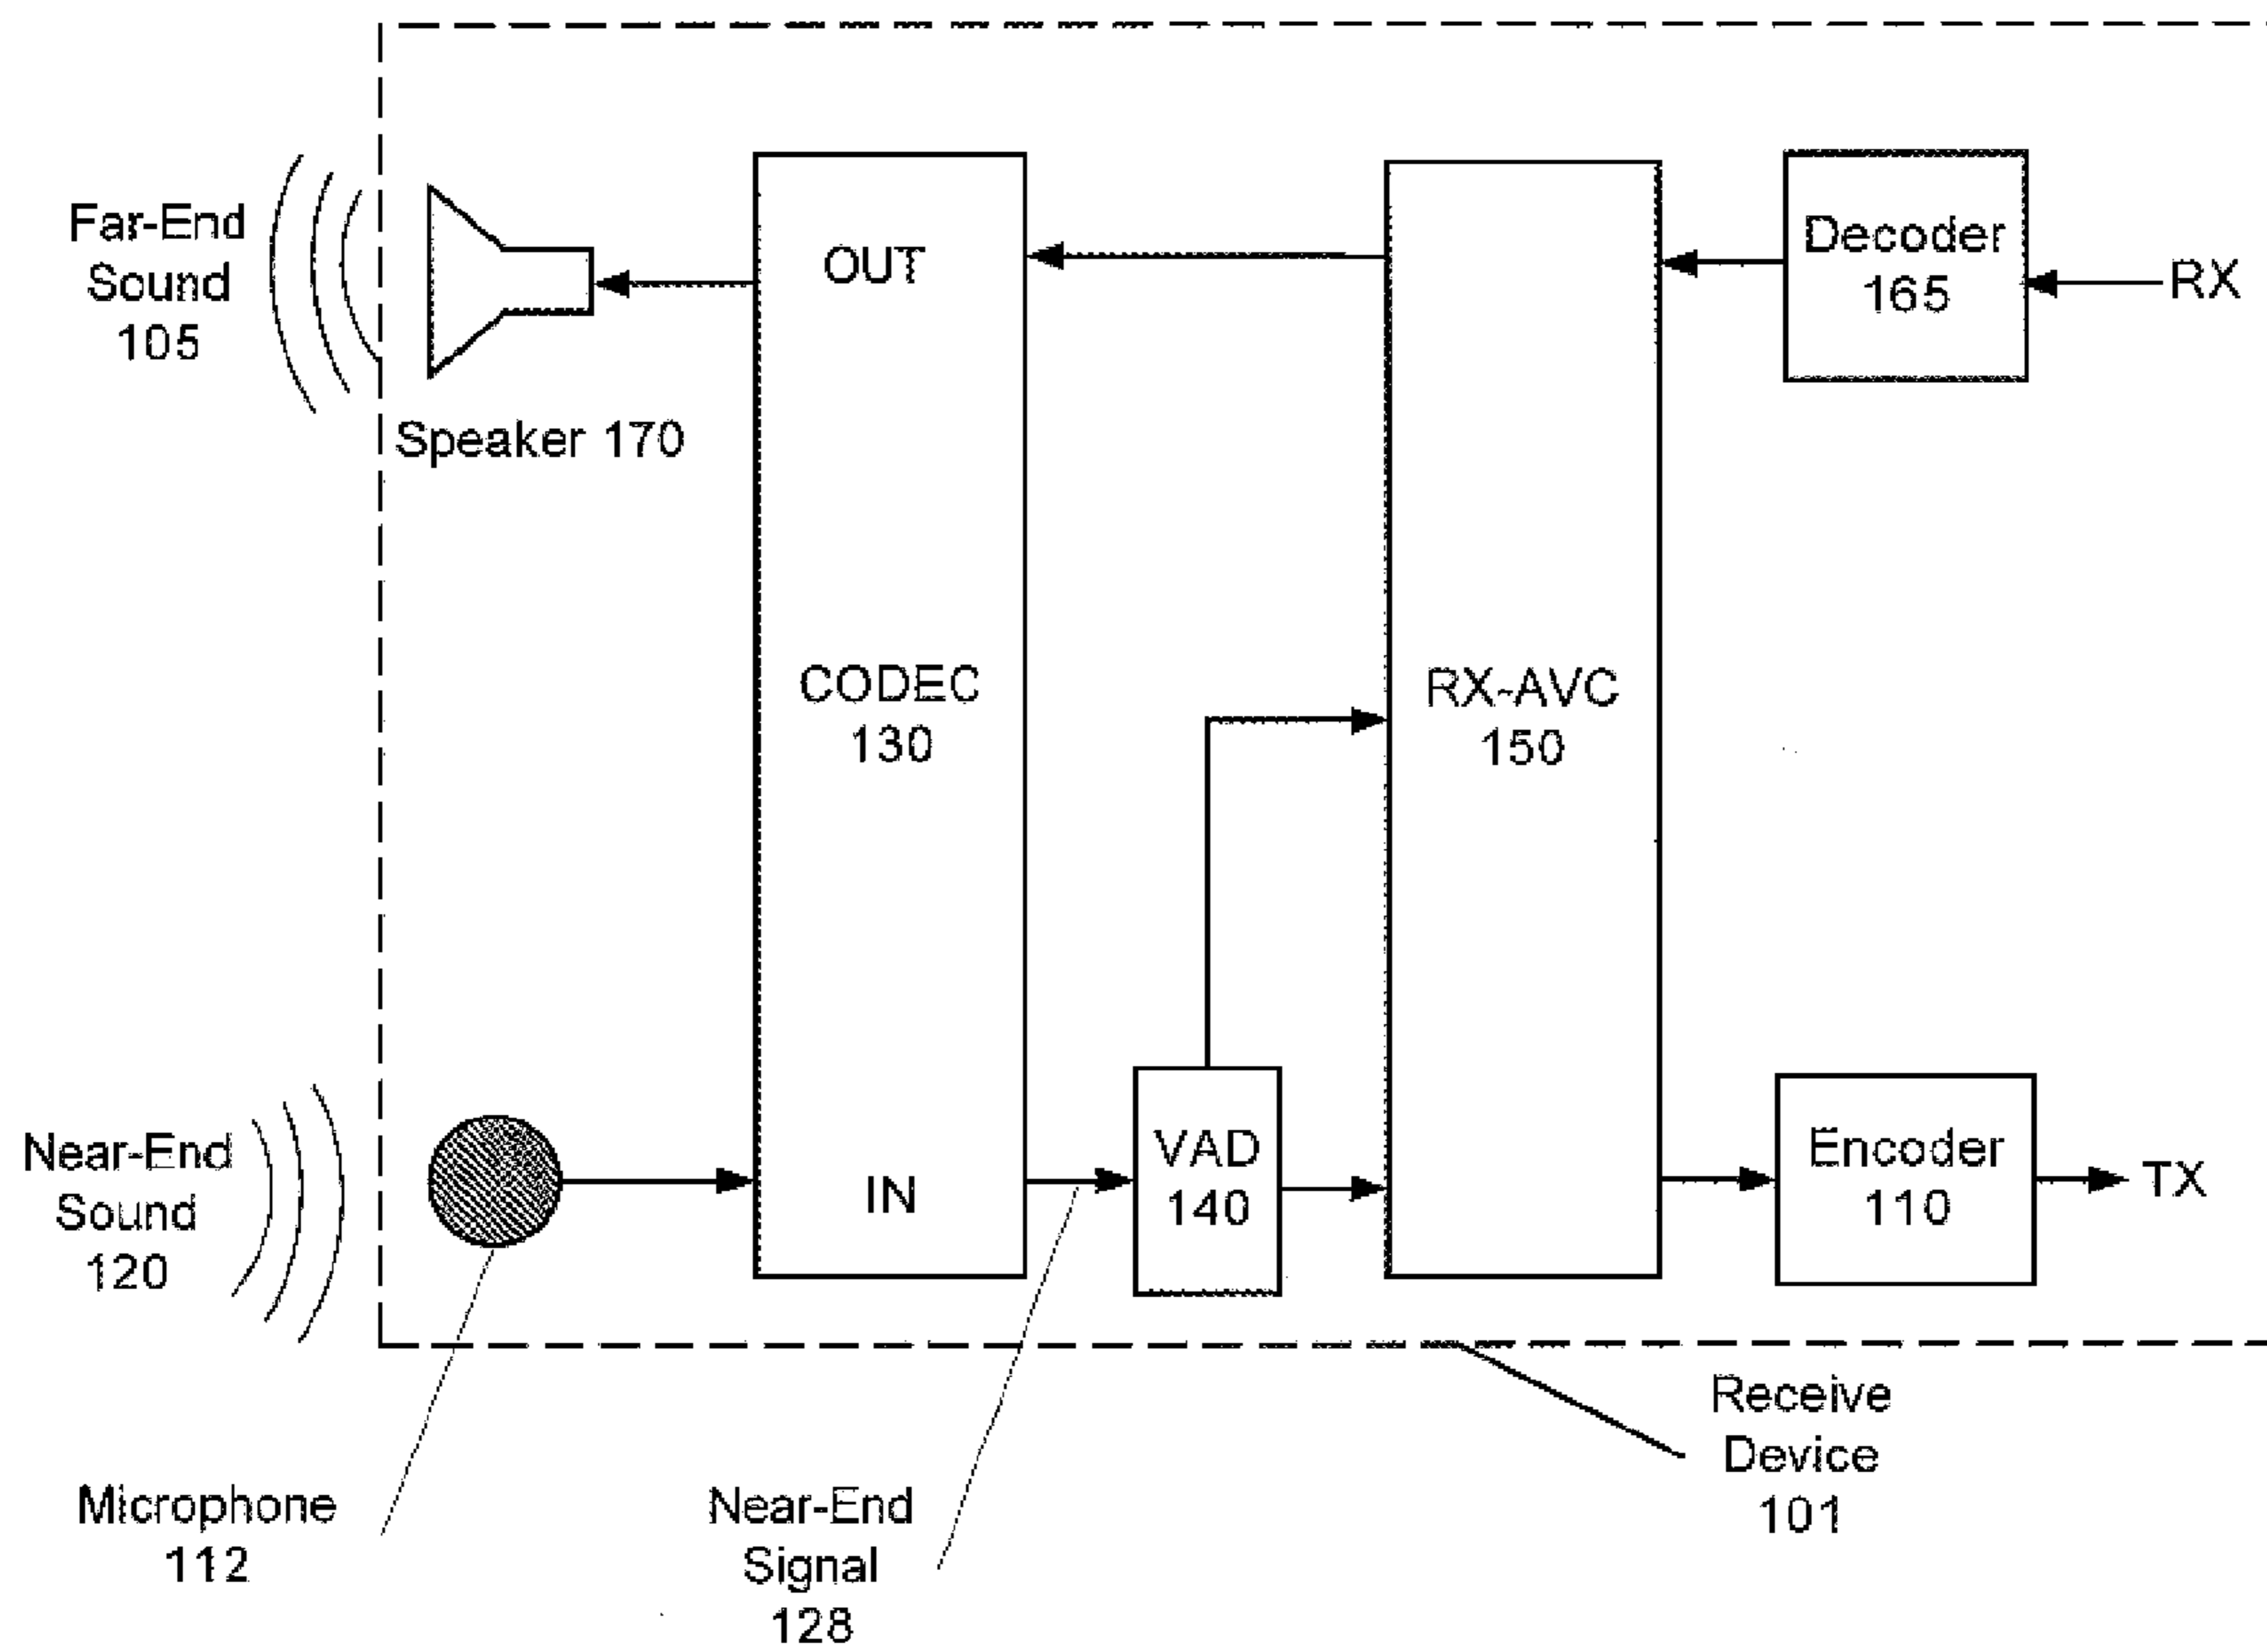 Far-End
Sound
105
Speaker 170
OUT
CODEC
130
IN
RX-AVC
150
Decoder
165
RX
Near-End
Sound
120
VAD
140
Encoder
110
TX
Microphone
112
Near-End
Signal
128
Receive
Device
101